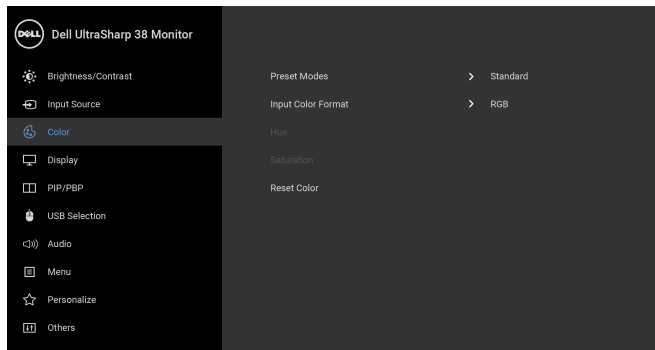 DELL Dell UltraSharp 38 Monitor
Brightness/Contrast
Input Source
Color
Display
PIP/PBP
USB Selection
Audio
Menu
Personalize
Others
Preset Modes > Standard
Input Color Format > RGB
Hue
Saturation
Reset Color